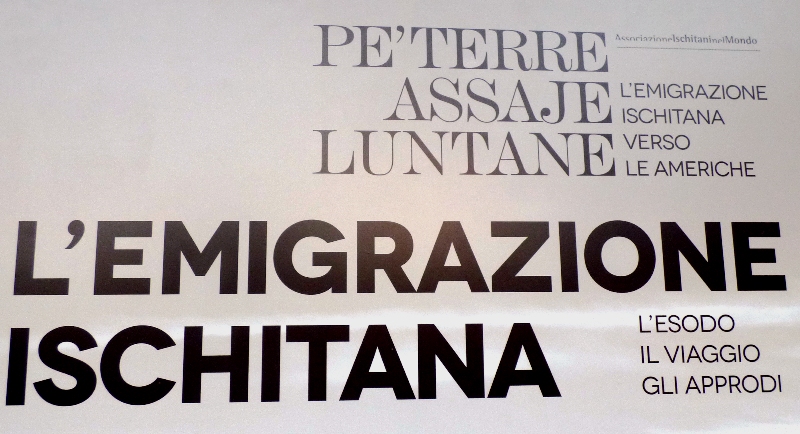 PE'TERRE
ASSAJE
LUNTANE
AssociazioneIschitaninelMondo
L'EMIGRAZIONE
ISCHITANA
VERSO
LE AMERICHE
L'EMIGRAZIONE
ISCHITANA
L'ESODO
IL VIAGGIO
GLI APPRODI